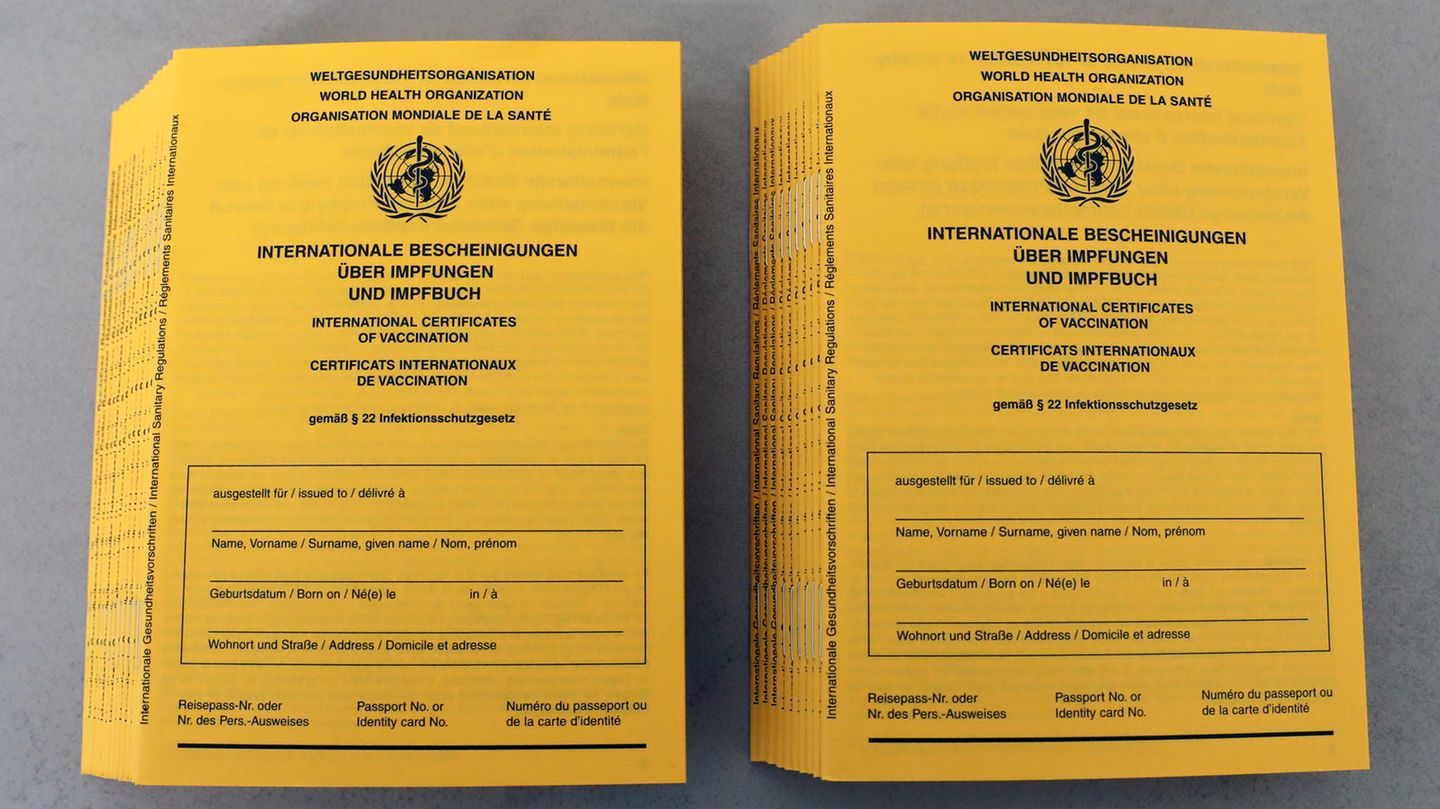 WELTGESUNDHEITSORGANISATION
WORLD HEALTH ORGANIZATION
ORGANISATION MONDIALE DE LA SANTÉ
INTERNATIONALE BESCHEINIGUNGEN
ÜBER IMPFUNGEN
UND IMPFBUCH
INTERNATIONAL CERTIFICATES
OF VACCINATION
CERTIFICATS INTERNATIONAUX
DE VACCINATION
gemäß § 22 Infektionsschutzgesetz
ausgestellt für / issued to / délivré à
Name, Vorname / Surname, given name / Nom, prénom
Geburtsdatum / Born on / Né(e) le in / à
Wohnort und Straße / Address / Domicile et adresse
Reisepass-Nr. oder
Nr. des Pers.-Ausweises
Passport No. or
Identity card No.
Numéro du passeport ou
de la carte d'identité
Internationale Gesundheitsvorschriften / International Sanitary Regulations / Réglements Sanitaires Internationaux
WELTGESUNDHEITSORGANISATION
WORLD HEALTH ORGANIZATION
ORGANISATION MONDIALE DE LA SANTÉ
INTERNATIONALE BESCHEINIGUNGEN
ÜBER IMPFUNGEN
UND IMPFBUCH
INTERNATIONAL CERTIFICATES
OF VACCINATION
CERTIFICATS INTERNATIONAUX
DE VACCINATION
gemäß § 22 Infektionsschutzgesetz
ausgestellt für / issued to / délivré à
Name, Vorname / Surname, given name / Nom, prénom
Geburtsdatum / Born on / Né(e) le in / à
Wohnort und Straße / Address / Domicile et adresse
Reisepass-Nr. oder
Nr. des Pers.-Ausweises
Passport No. or
Identity card No.
Numéro du passeport ou
de la carte d'identité
Internationale Gesundheitsvorschriften / International Sanitary Regulations / Réglements Sanitaires Internationaux